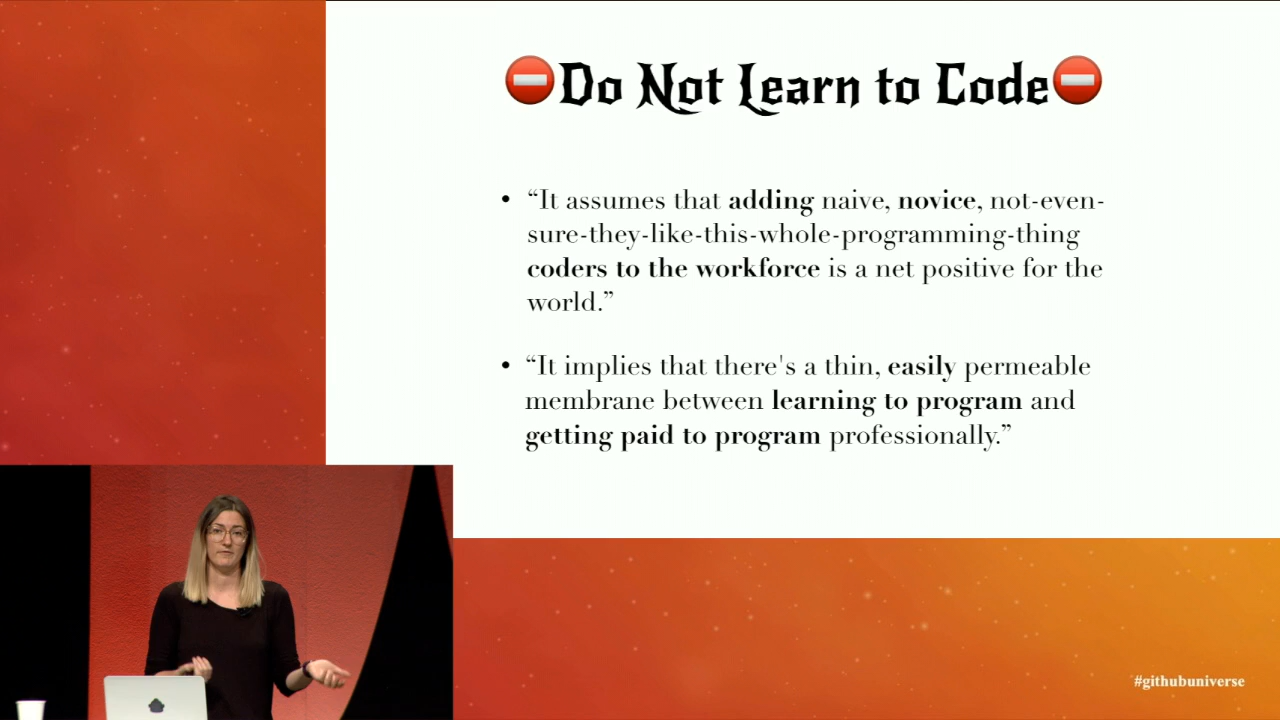 ⛔Do Not Learn to Code⛔
• “It assumes that adding naive, novice, not-even-
sure-they-like-this-whole-programming-thing
coders to the workforce is a net positive for the
world.”
• “It implies that there's a thin, easily permeable
membrane between learning to program and
getting paid to program professionally.”
#githubuniverse